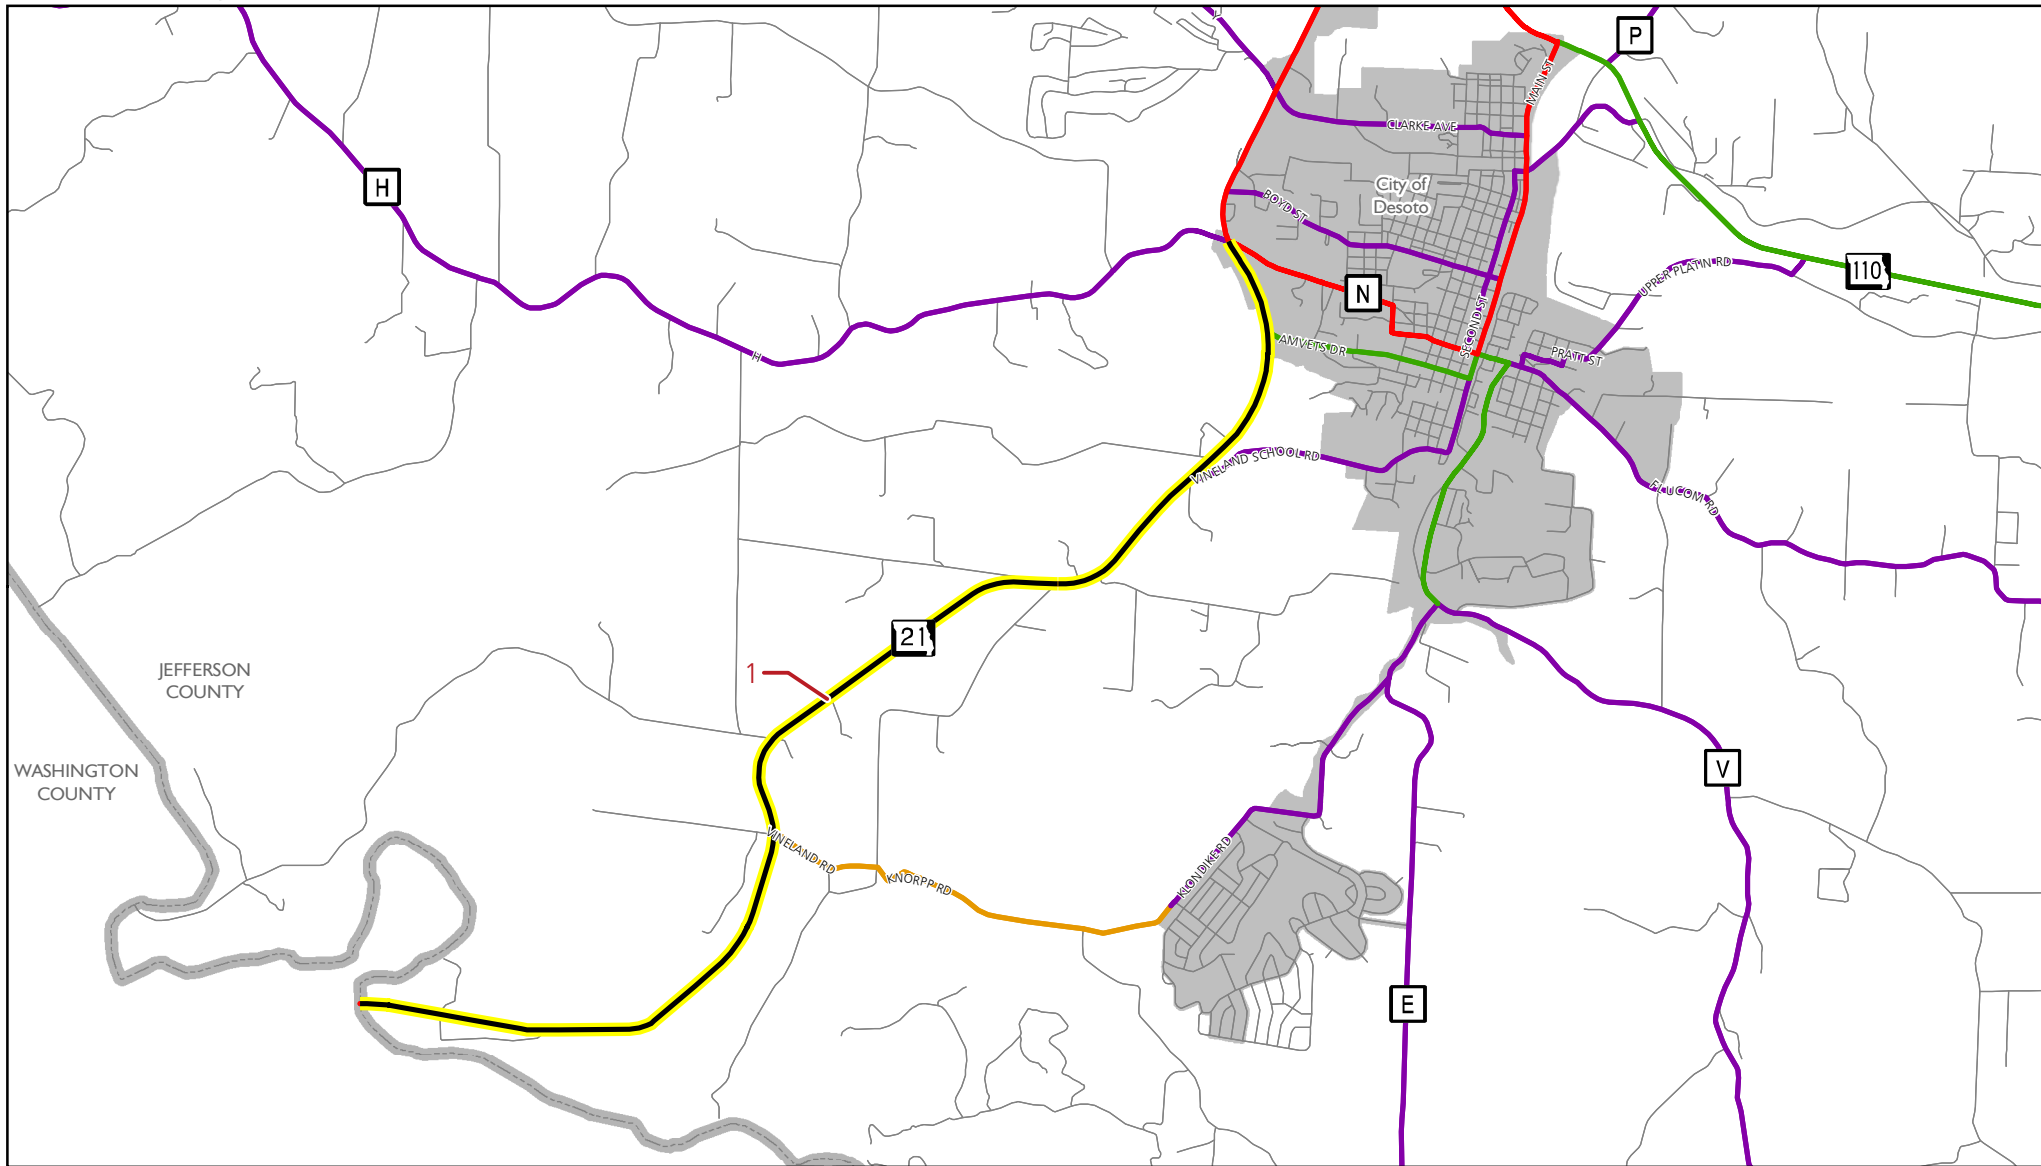 P
MAIN ST
CLARKE AVE
H
City of
Desoto
BOYD ST
UPPER PLATIN RD
110
N
SECOND ST
AMVETS DR
PRATT ST
H
VINELAND SCHOOL RD
FLUCOM RD
21
1
JEFFERSON
COUNTY
WASHINGTON
COUNTY
V
VINELAND RD
KNORPP RD
KLONDIKE RD
E